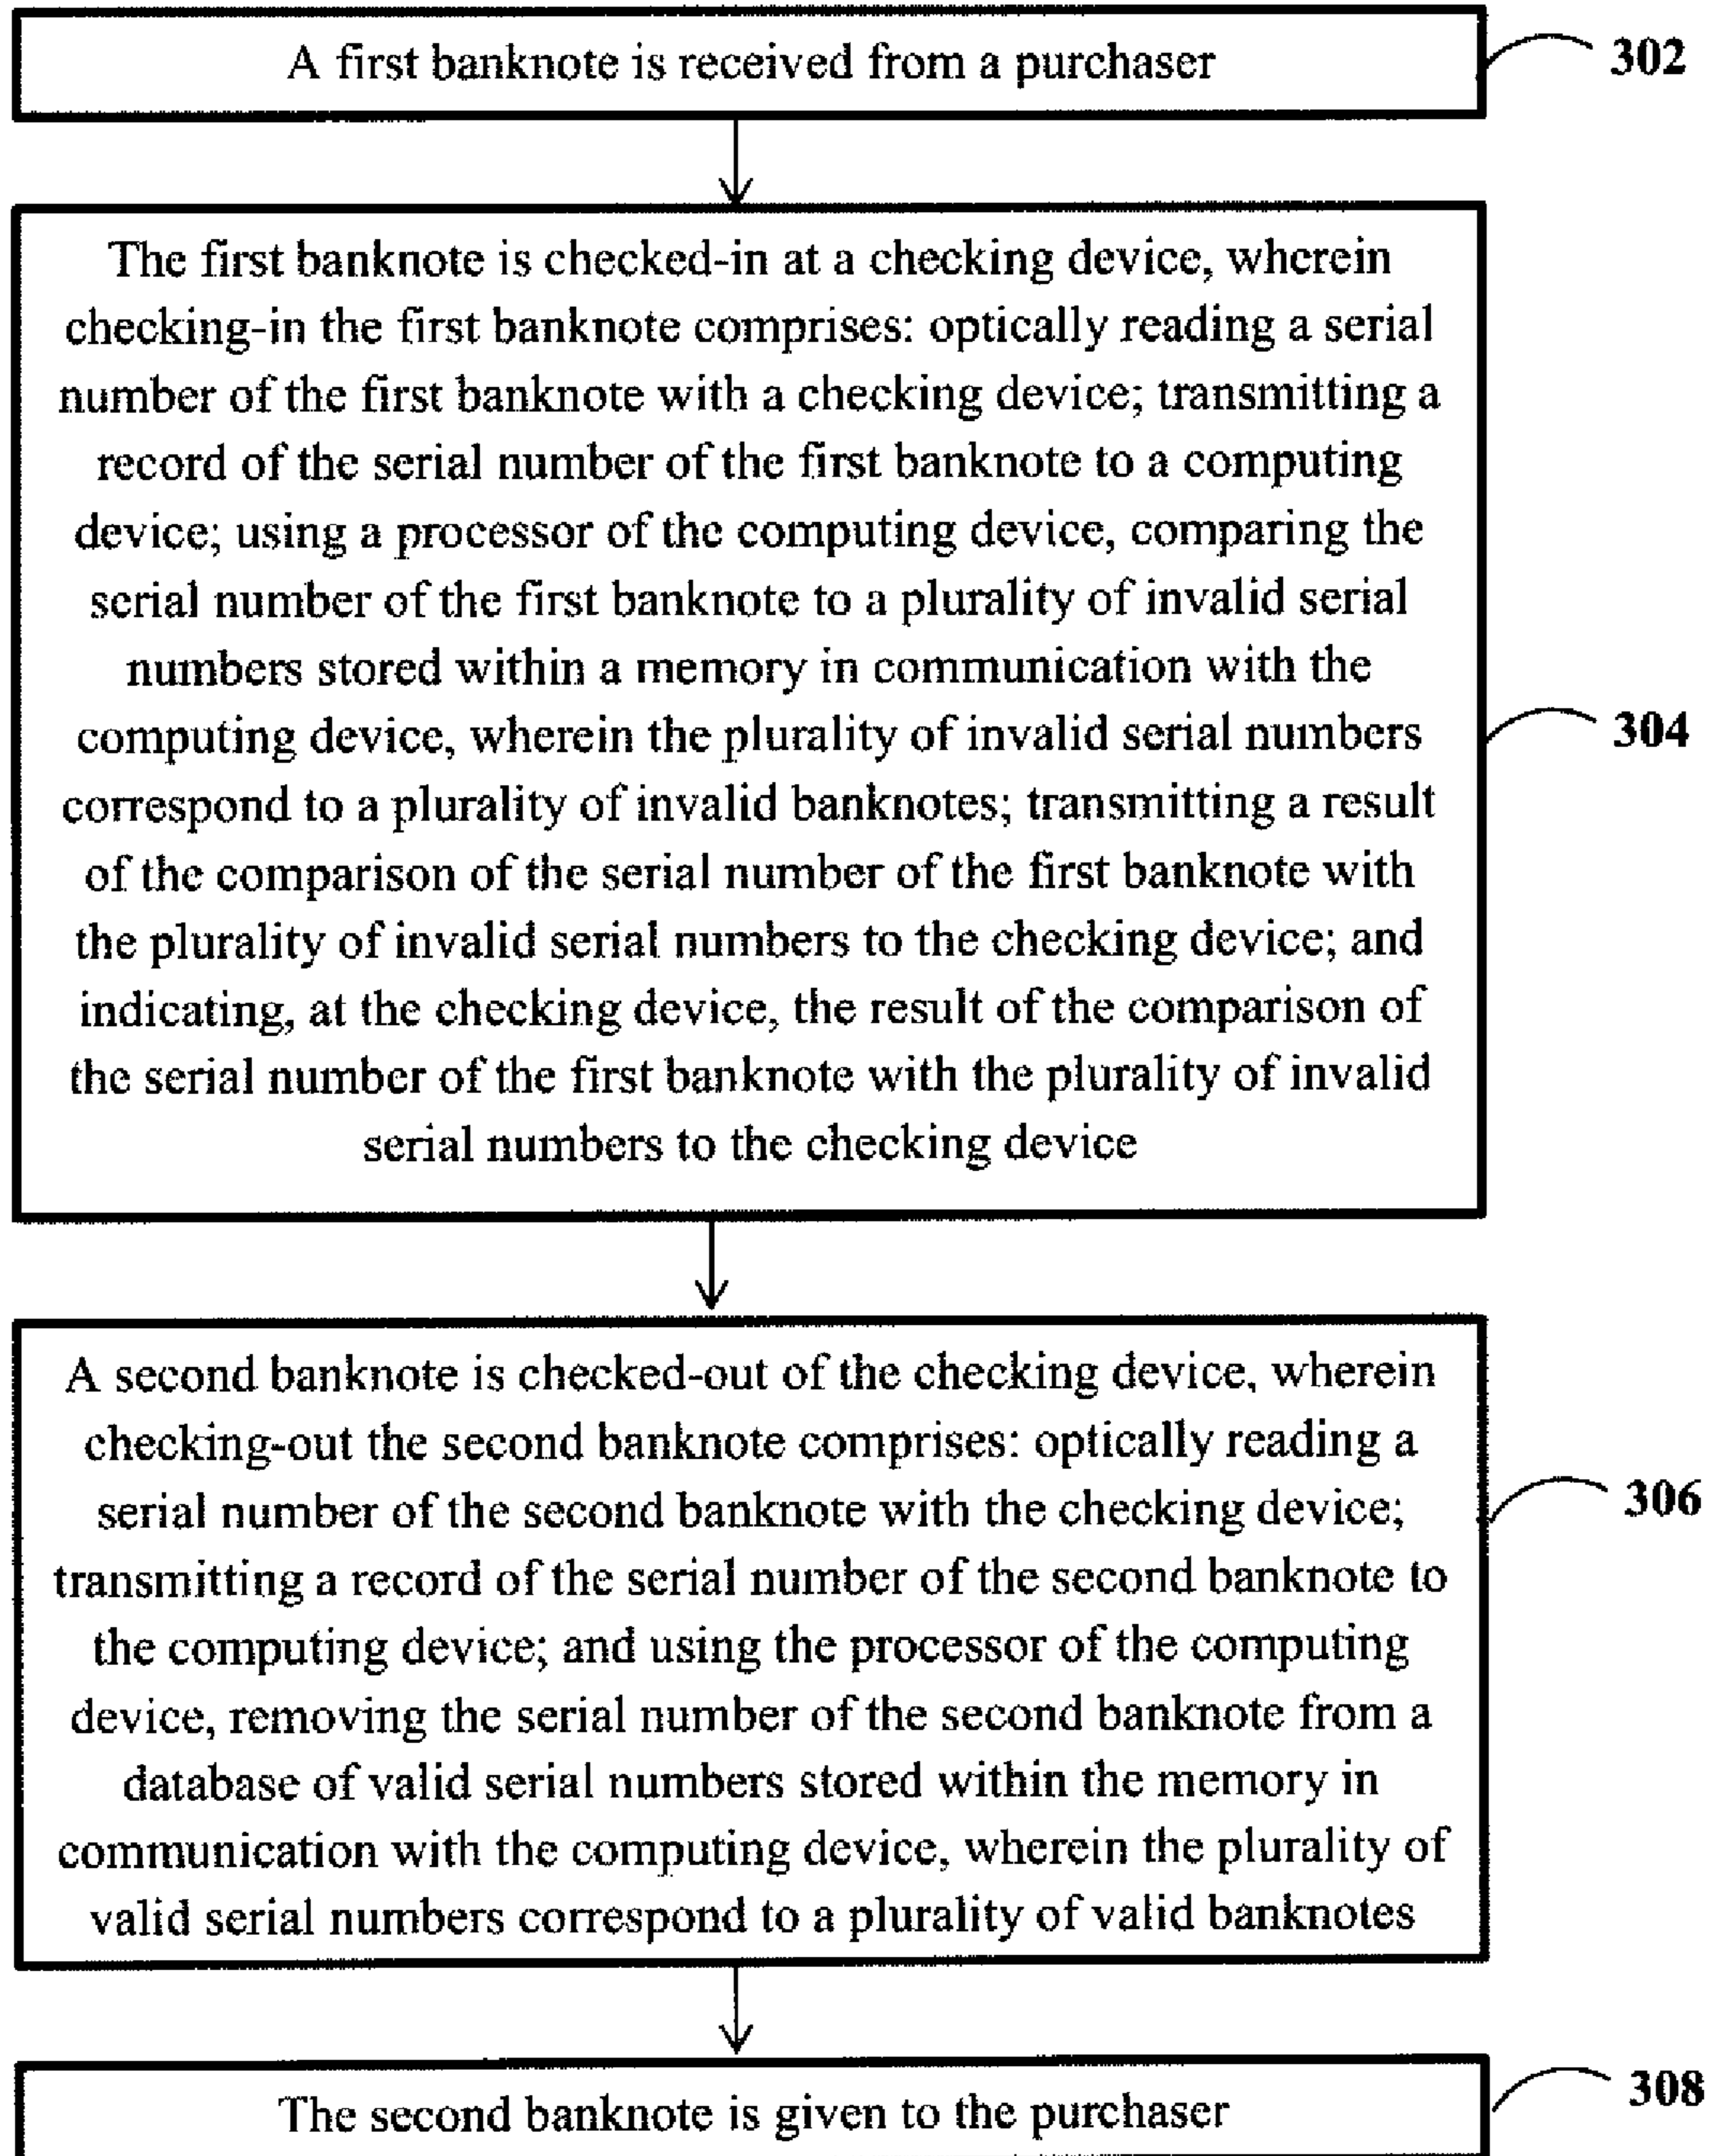 A first banknote is received from a purchaser
302
The first banknote is checked-in at a checking device, wherein
checking-in the first banknote comprises: optically reading a serial
number of the first banknote with a checking device; transmitting a
record of the serial number of the first banknote to a computing
device; using a processor of the computing device, comparing the
serial number of the first banknote to a plurality of invalid serial
numbers stored within a memory in communication with the
computing device, wherein the plurality of invalid serial numbers
correspond to a plurality of invalid banknotes; transmitting a result
of the comparison of the serial number of the first banknote with
the plurality of invalid serial numbers to the checking device; and
indicating, at the checking device, the result of the comparison of
the serial number of the first banknote with the plurality of invalid
serial numbers to the checking device
304
A second banknote is checked-out of the checking device, wherein
checking-out the second banknote comprises: optically reading a
serial number of the second banknote with the checking device;
transmitting a record of the serial number of the second banknote to
the computing device; and using the processor of the computing
device, removing the serial number of the second banknote from a
database of valid serial numbers stored within the memory in
communication with the computing device, wherein the plurality of
valid serial numbers correspond to a plurality of valid banknotes
306
The second banknote is given to the purchaser
308